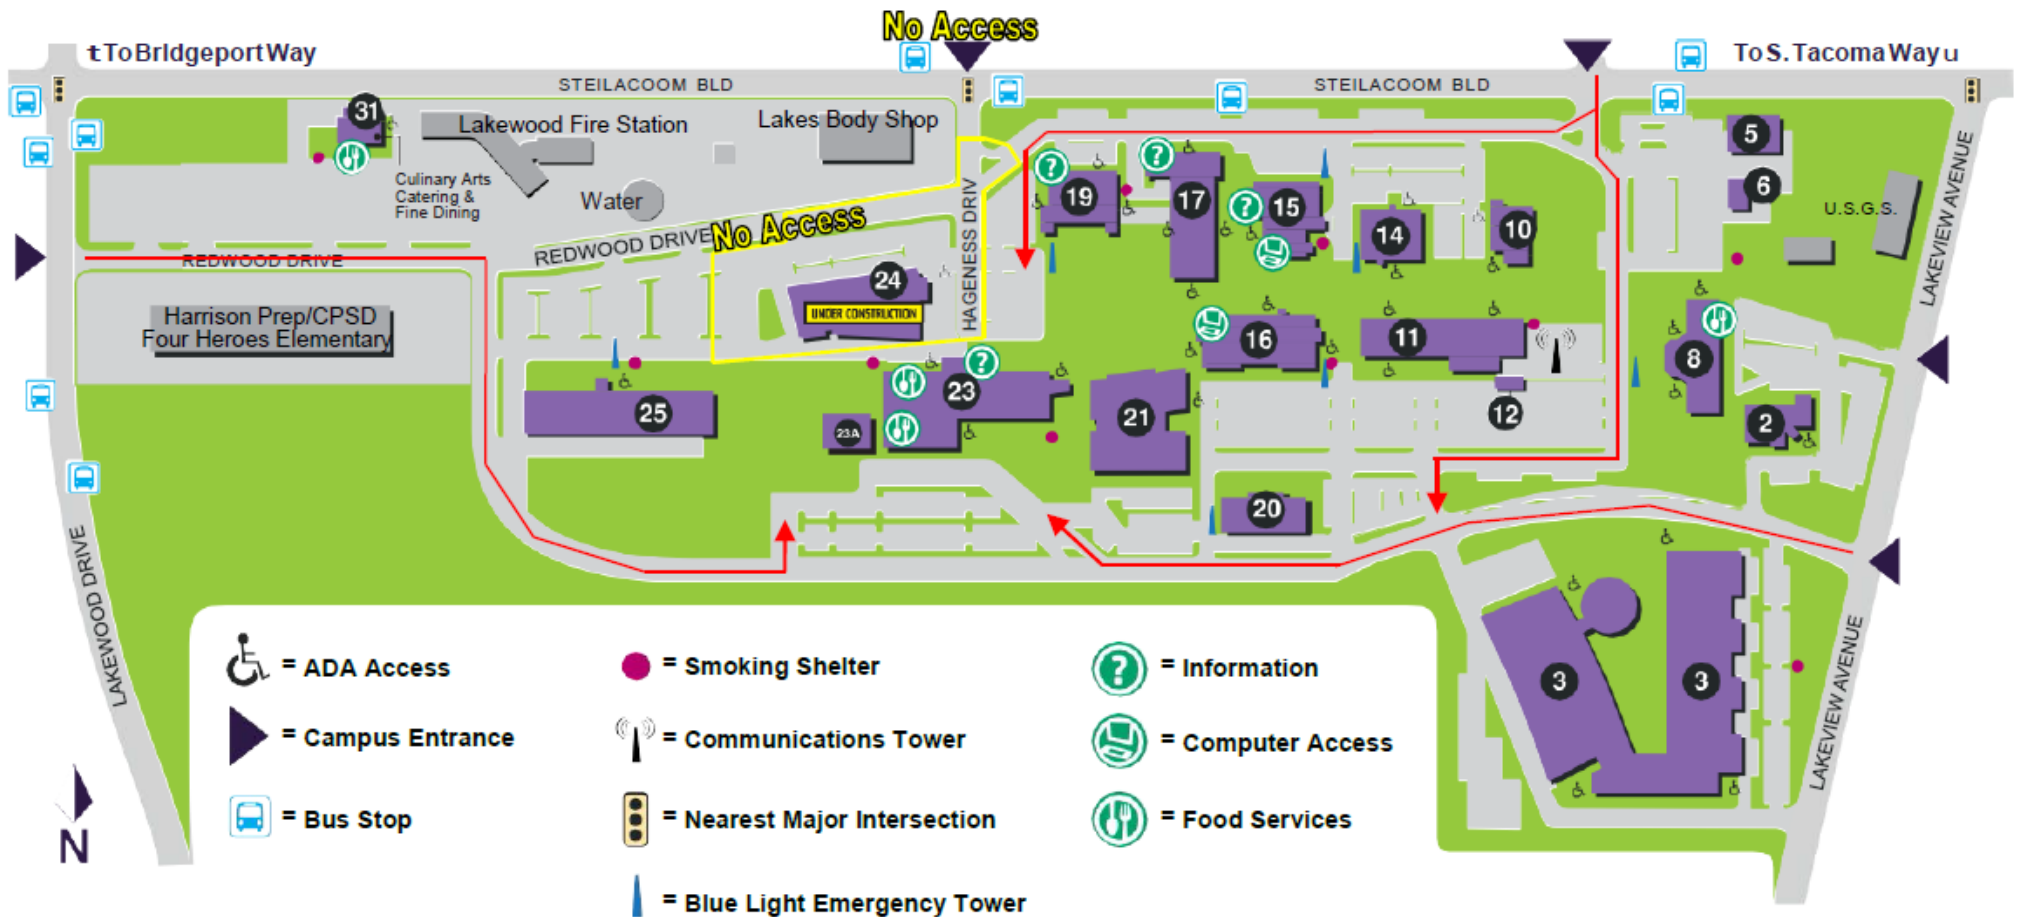 No Access
tToBridgeportWay
To S. Tacoma Way u
STEILACOOM BLD
STEILACOOM BLD
31
Lakewood Fire Station
Lakes Body Shop
5
Culinary Arts
Catering &
Fine Dining
Water
19
17
15
14
10
6
U.S.G.S.
LAKEVIEW AVENUE
No Access
REDWOOD DRIVE
REDWOOD DRIVE
HAGENESS DRIV
24
UNDER CONSTRUCTION
Harrison Prep/CPSD
Four Heroes Elementary
16
11
8
25
23
23A
21
12
2
20
LAKEWOOD DRIVE
3
3
LAKEVIEW AVENUE
= ADA Access
= Smoking Shelter
= Information
= Campus Entrance
= Communications Tower
= Computer Access
= Bus Stop
= Nearest Major Intersection
= Food Services
N
= Blue Light Emergency Tower